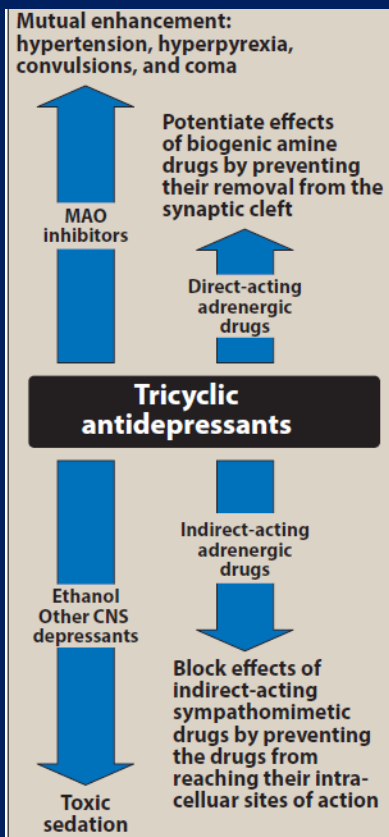 Mutual enhancement:
hypertension, hyperpyrexia,
convulsions, and coma
Potentiate effects
of biogenic amine
drugs by preventing
their removal from the
synaptic cleft
MAO
inhibitors
Direct-acting
adrenergic
drugs
Tricyclic
antidepressants
Indirect-acting
adrenergic
drugs
Ethanol
Other CNS
depressants
Block effects of
indirect-acting
sympathomimetic
drugs by preventing
the drugs from
reaching their intra-
celluar sites of action
Toxic
sedation